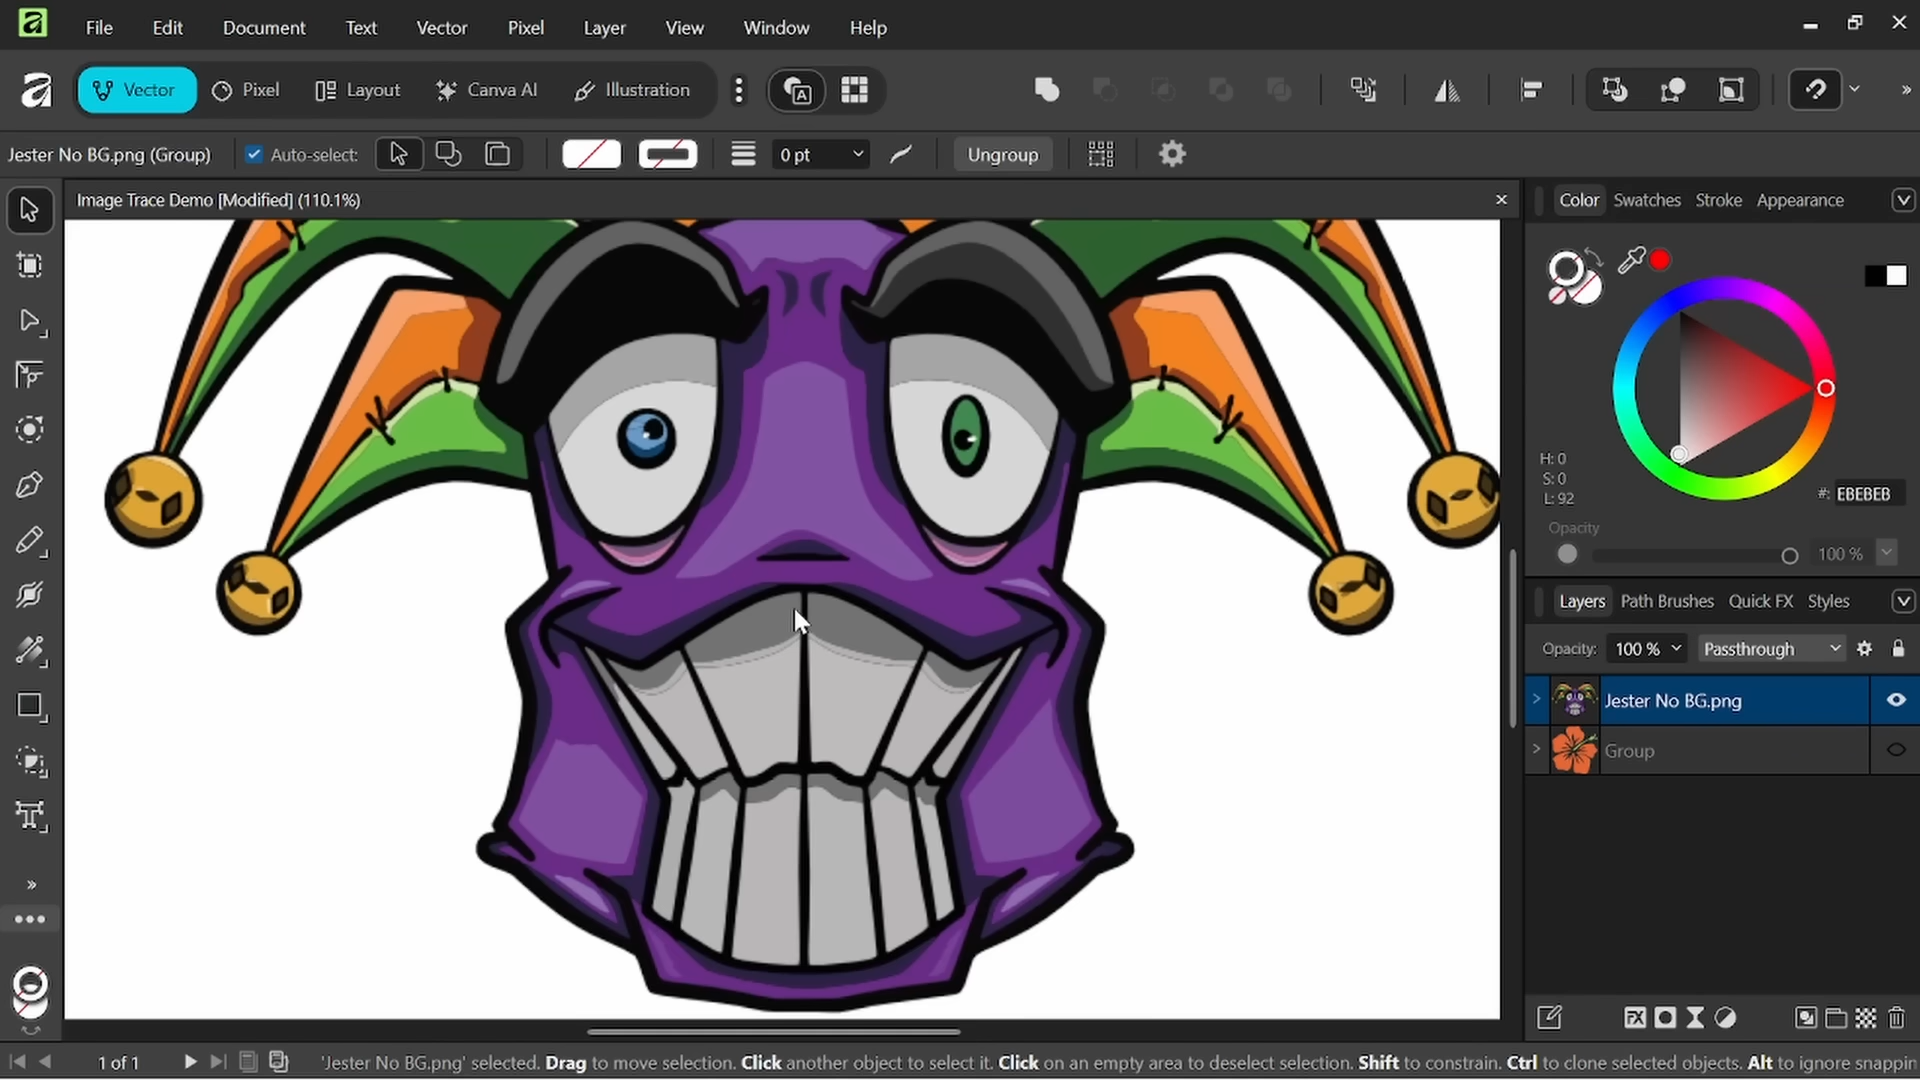 File Edit Document Text Vector Pixel Layer View Window Help
Vector Pixel Layout Canva AI Illustration
Jester No BG.png (Group) Auto-select: 0 pt Ungroup
Image Trace Demo [Modified] (110.1%)
Color Swatches Stroke Appearance
H: 0
S: 0
L: 92
#: EBEBEB
Opacity
100 %
Layers Path Brushes Quick FX Styles
Opacity: 100 % Passthrough
Jester No BG.png
Group
1 of 1 'Jester No BG.png' selected. Drag to move selection. Click another object to select it. Click on an empty area to deselect selection. Shift to constrain. Ctrl to clone selected objects. Alt to ignore snappin